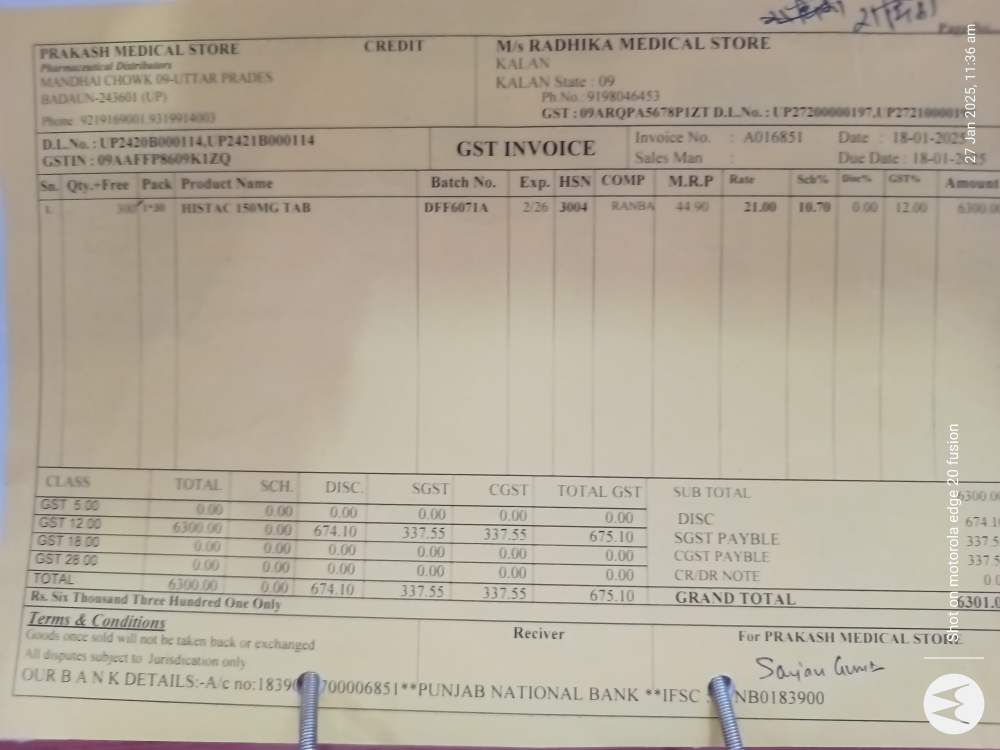 PRAKASH MEDICAL STORE CREDIT M/s RADHIKA MEDICAL STORE
Pharmaceutical Distributors KALAN
MANDHAI CHOWK 09-UTTAR PRADES KALAN State : 09
BADAUN-243601 (UP) Ph.No.:9198046453
Phone 9219169001,9319914003 GST : 09ARQPA5678P1ZT D.L.No. : UP27200000197,UP272100001
D.L.No. : UP2420B000114,UP2421B000114 GST INVOICE Invoice No. : A016851 Date : 18-01-2025
GSTIN : 09AAFFP8609K1ZQ Sales Man : Due Date : 18-01-2025
Sn. Qty.+Free Pack Product Name Batch No. Exp. HSN COMP M.R.P Rate Sch% Disc% GST% Amount
1. 300 1*30 HISTAC 150MG TAB DFF6071A 2/26 3004 RANBA 44.90 21.00 10.70 0.00 12.00 6300.00
CLASS TOTAL SCH. DISC. SGST CGST TOTAL GST SUB TOTAL 6300.00
GST 5.00 0.00 0.00 0.00 0.00 0.00 0.00 DISC 674.10
GST 12.00 6300.00 0.00 674.10 337.55 337.55 675.10 SGST PAYBLE 337.5
GST 18.00 0.00 0.00 0.00 0.00 0.00 0.00 CGST PAYBLE 337.5
GST 28.00 0.00 0.00 0.00 0.00 0.00 0.00 CR/DR NOTE 0.0
TOTAL 6300.00 0.00 674.10 337.55 337.55 675.10 GRAND TOTAL 6301.0
Rs. Six Thousand Three Hundred One Only
Terms & Conditions Reciver For PRAKASH MEDICAL STORE
Goods once sold will not be taken back or exchanged
All disputes subject to Jurisdication only
OUR B A N K DETAILS:-A/c no:18390 700006851**PUNJAB NATIONAL BANK **IFSC NB0183900
27 Jan 2025, 11:36 am
Shot on motorola edge 20 fusion